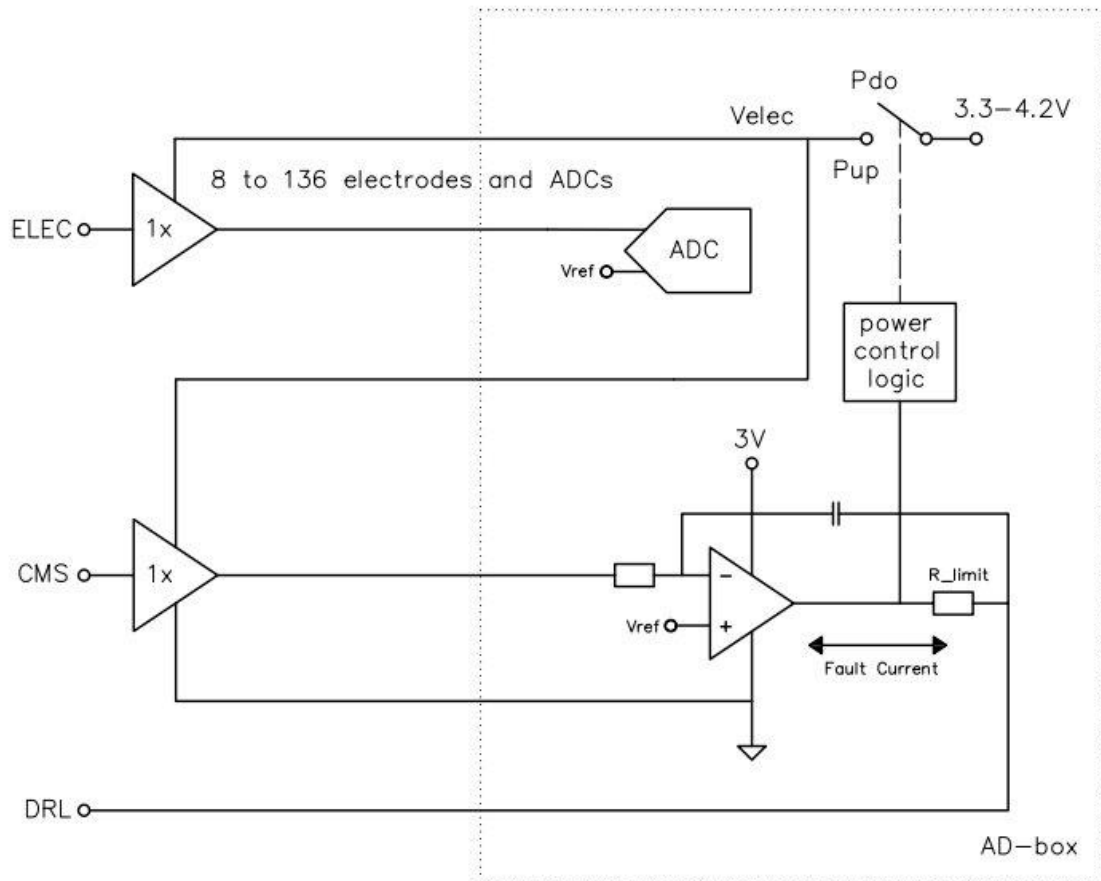 Pdo
3.3-4.2V
Velec
Pup
8 to 136 electrodes and ADCs
ELEC
1x
ADC
Vref
power
control
logic
3V
CMS
1x
R_limit
-
Vref
+
Fault Current
DRL
AD-box